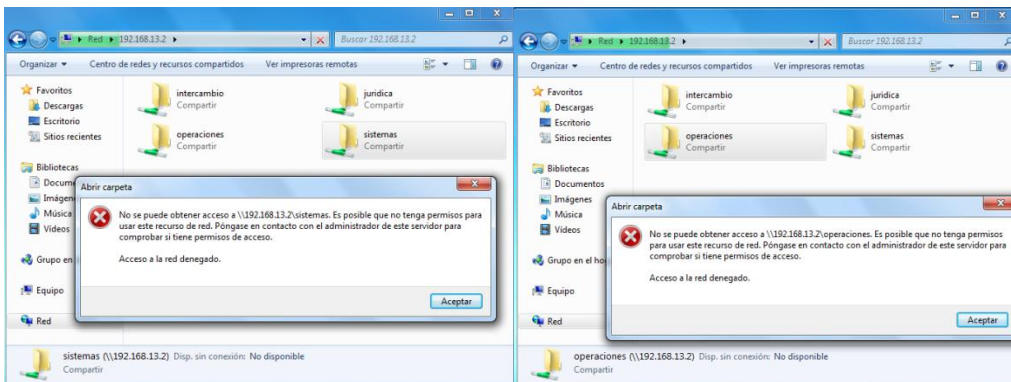 Red ▸ 192.168.13.2 ▸
Buscar 192.168.13.2
Organizar Centro de redes y recursos compartidos Ver impresoras remotas
Favoritos
Descargas
Escritorio
Sitios recientes
Bibliotecas
Docum
Imágen
Música
Vídeos
Grupo en
Equipo
Red
intercambio
Compartir
juridica
Compartir
operaciones
Compartir
sistemas
Compartir
Abrir carpeta
No se puede obtener acceso a \\192.168.13.2\sistemas. Es posible que no tenga permisos para
usar este recurso de red. Póngase en contacto con el administrador de este servidor para
comprobar si tiene permisos de acceso.
Acceso a la red denegado.
Aceptar
sistemas (\\192.168.13.2) Disp. sin conexión: No disponible
Compartir
Red ▸ 192.168.13.2 ▸
Buscar 192.168.13.2
Organizar Centro de redes y recursos compartidos Ver impresoras remotas
Favoritos
Descargas
Escritorio
Sitios recientes
Bibliotecas
Documentos
Imágenes
Música
Vídeos
Grupo en el ho
Equipo
Red
intercambio
Compartir
juridica
Compartir
operaciones
Compartir
sistemas
Compartir
Abrir carpeta
No se puede obtener acceso a \\192.168.13.2\operaciones. Es posible que no tenga permisos
para usar este recurso de red. Póngase en contacto con el administrador de este servidor para
comprobar si tiene permisos de acceso.
Acceso a la red denegado.
Aceptar
operaciones (\\192.168.13.2) Disp. sin conexión: No disponible
Compartir